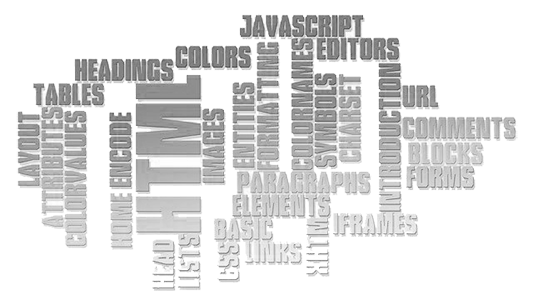 JAVASCRIPT
EDITORS
COLORS
HEADINGS
TABLES
LAYOUT
ATTRIBUTES
COLORVALUES
HOME
ENCODE
HTML
IMAGES
ENTITIES
FORMATTING
COLORNAMES
SYMBOLS
CHARSET
INTRODUCTION
URL
COMMENTS
BLOCKS
FORMS
PARAGRAPHS
ELEMENTS
BASIC
LINKS
XHTML
IFRAMES
HEAD
LISTS
CSS